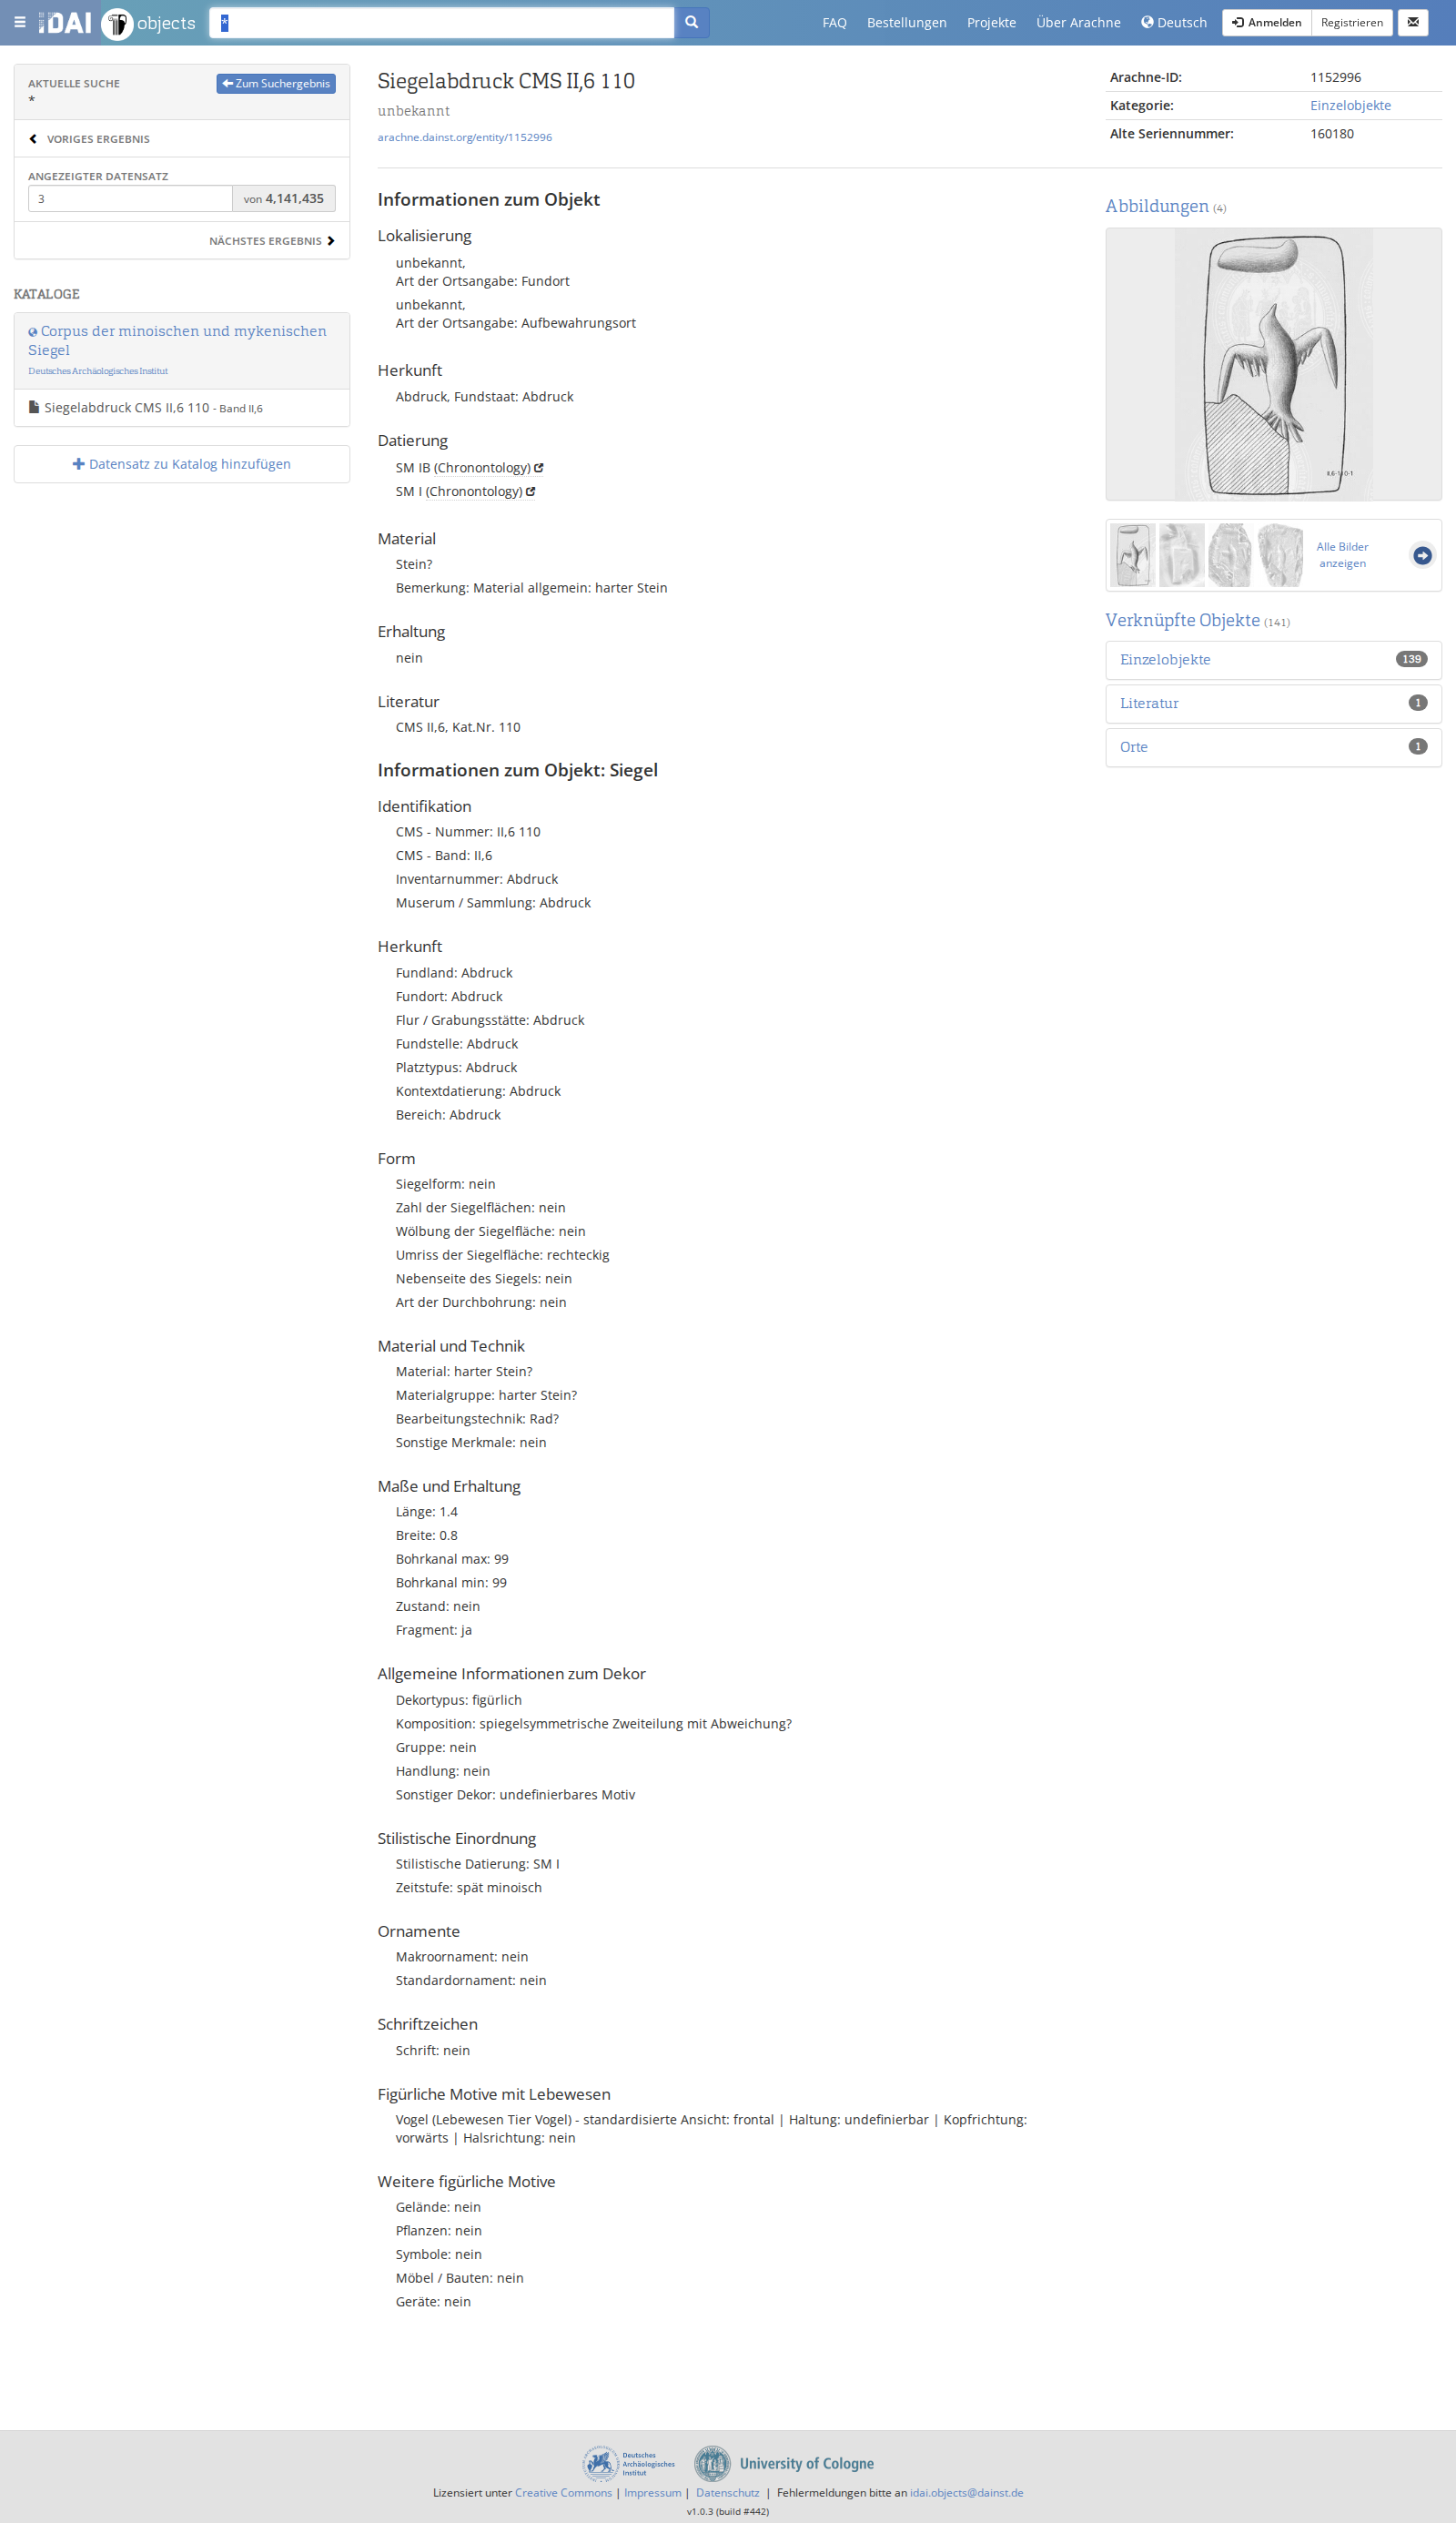 iDAI objects
*
FAQ
Bestellungen
Projekte
Über Arachne
Deutsch
Anmelden
Registrieren
AKTUELLE SUCHE
Zum Suchergebnis
*
VORIGES ERGEBNIS
ANGEZEIGTER DATENSATZ
3 von 4,141,435
NÄCHSTES ERGEBNIS
KATALOGE
Corpus der minoischen und mykenischen
Siegel
Deutsches Archäologisches Institut
Siegelabdruck CMS II,6 110 - Band II,6
Datensatz zu Katalog hinzufügen
Siegelabdruck CMS II,6 110
unbekannt
arachne.dainst.org/entity/1152996
Arachne-ID: 1152996
Kategorie: Einzelobjekte
Alte Seriennummer: 160180
Informationen zum Objekt
Lokalisierung
unbekannt,
Art der Ortsangabe: Fundort
unbekannt,
Art der Ortsangabe: Aufbewahrungsort
Herkunft
Abdruck, Fundstaat: Abdruck
Datierung
SM IB (Chronontology)
SM I (Chronontology)
Material
Stein?
Bemerkung: Material allgemein: harter Stein
Erhaltung
nein
Literatur
CMS II,6, Kat.Nr. 110
Informationen zum Objekt: Siegel
Identifikation
CMS - Nummer: II,6 110
CMS - Band: II,6
Inventarnummer: Abdruck
Muserum / Sammlung: Abdruck
Herkunft
Fundland: Abdruck
Fundort: Abdruck
Flur / Grabungsstätte: Abdruck
Fundstelle: Abdruck
Platztypus: Abdruck
Kontextdatierung: Abdruck
Bereich: Abdruck
Form
Siegelform: nein
Zahl der Siegelflächen: nein
Wölbung der Siegelfläche: nein
Umriss der Siegelfläche: rechteckig
Nebenseite des Siegels: nein
Art der Durchbohrung: nein
Material und Technik
Material: harter Stein?
Materialgruppe: harter Stein?
Bearbeitungstechnik: Rad?
Sonstige Merkmale: nein
Maße und Erhaltung
Länge: 1.4
Breite: 0.8
Bohrkanal max: 99
Bohrkanal min: 99
Zustand: nein
Fragment: ja
Allgemeine Informationen zum Dekor
Dekortypus: figürlich
Komposition: spiegelsymmetrische Zweiteilung mit Abweichung?
Gruppe: nein
Handlung: nein
Sonstiger Dekor: undefinierbares Motiv
Stilistische Einordnung
Stilistische Datierung: SM I
Zeitstufe: spät minoisch
Ornamente
Makroornament: nein
Standardornament: nein
Schriftzeichen
Schrift: nein
Figürliche Motive mit Lebewesen
Vogel (Lebewesen Tier Vogel) - standardisierte Ansicht: frontal | Haltung: undefinierbar | Kopfrichtung:
vorwärts | Halsrichtung: nein
Weitere figürliche Motive
Gelände: nein
Pflanzen: nein
Symbole: nein
Möbel / Bauten: nein
Geräte: nein
Abbildungen (4)
II,6-110-1
Alle Bilder
anzeigen
Verknüpfte Objekte (141)
Einzelobjekte 139
Literatur 1
Orte 1
Deutsches
Archäologisches
Institut
University of Cologne
Lizensiert unter Creative Commons | Impressum | Datenschutz | Fehlermeldungen bitte an idai.objects@dainst.de
v1.0.3 (build #442)